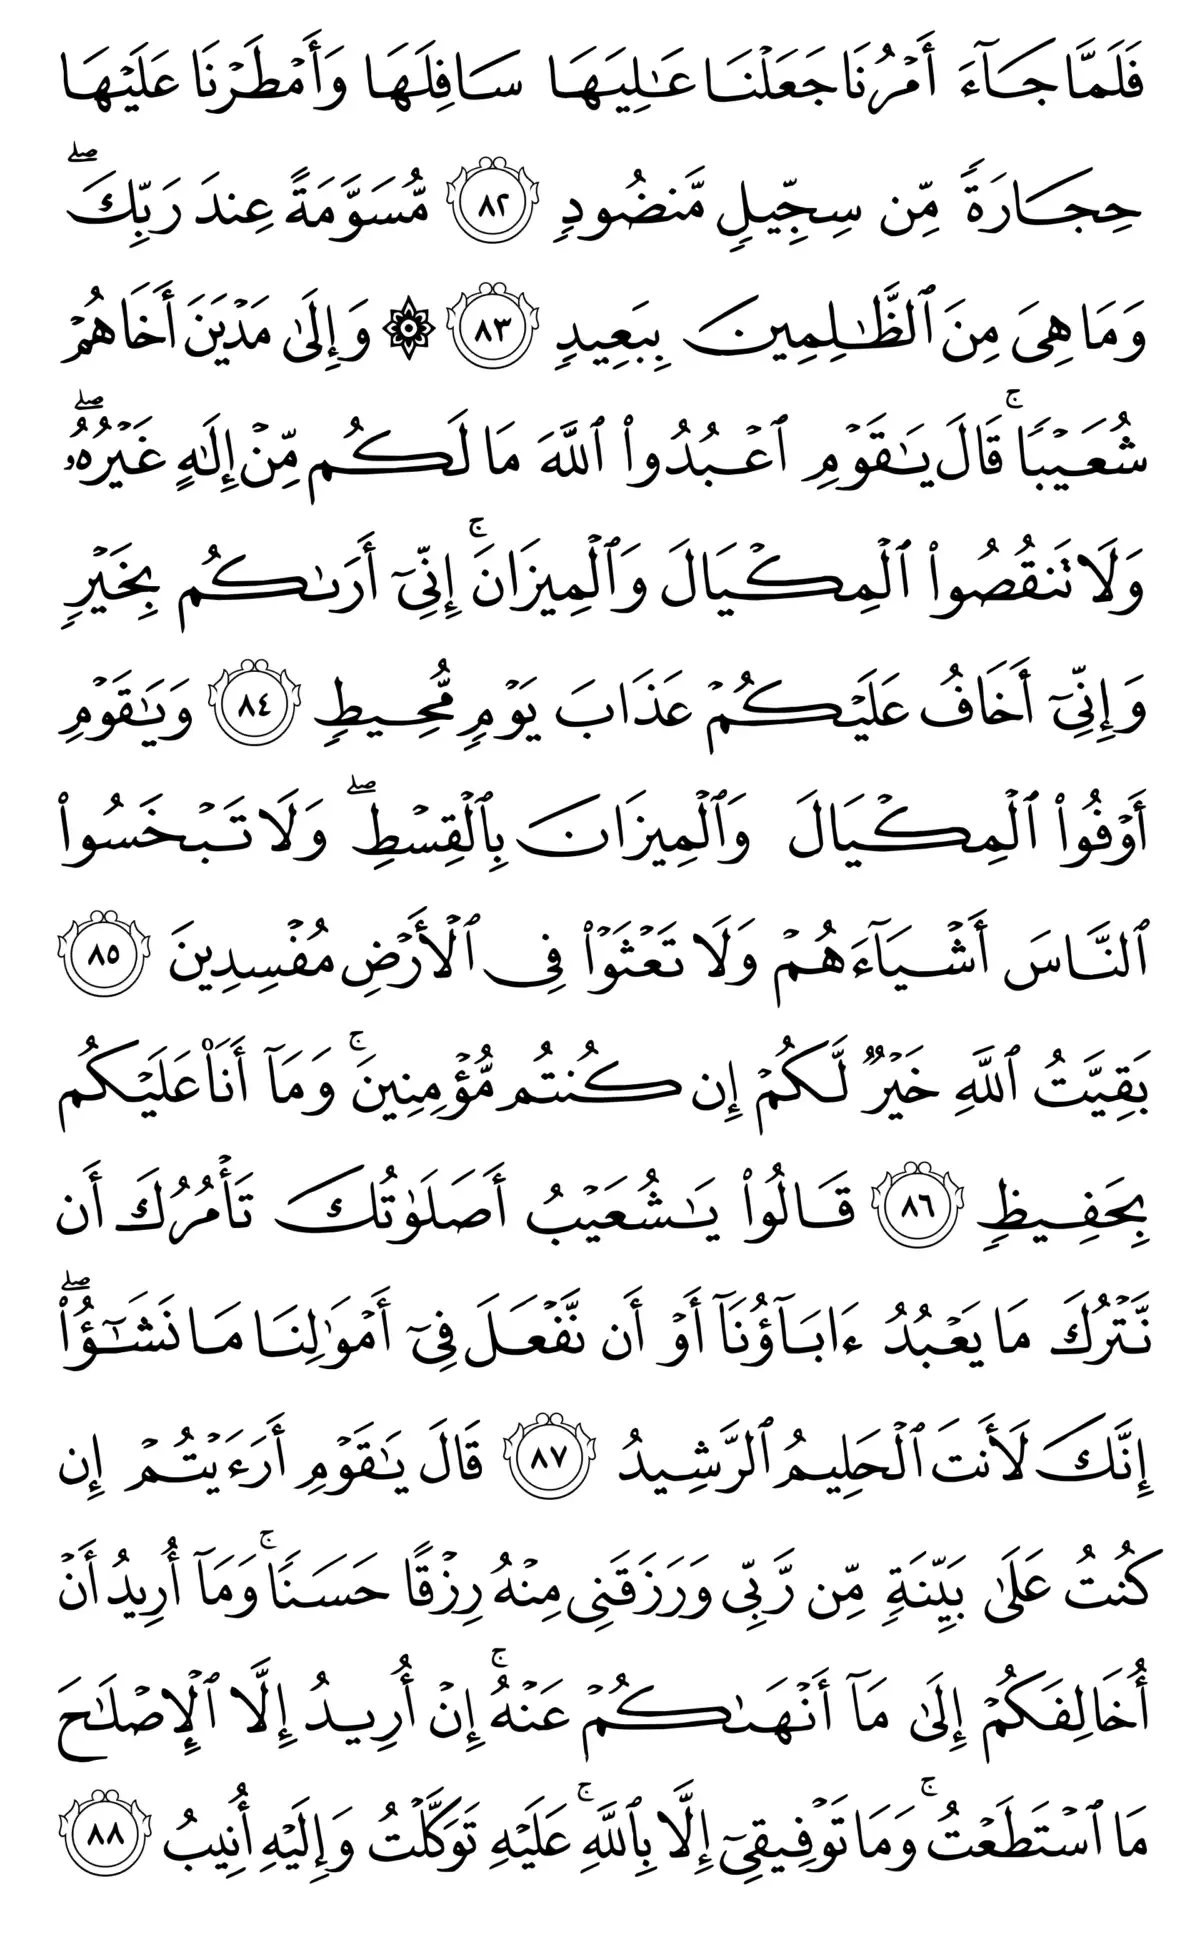 فَلَمَّا جَآءَ أَمۡرُنَا جَعَلۡنَا عَٰلِيَهَا سَافِلَهَا وَأَمۡطَرۡنَا عَلَيۡهَا
حِجَارَةٗ مِّن سِجِّيلٖ مَّنضُودٖ ٨٢ مُّسَوَّمَةً عِندَ رَبِّكَۖ
وَمَا هِيَ مِنَ ٱلظَّٰلِمِينَ بِبَعِيدٖ ٨٣ ۞ وَإِلَىٰ مَدۡيَنَ أَخَاهُمۡ
شُعَيۡبٗاۚ قَالَ يَٰقَوۡمِ ٱعۡبُدُواْ ٱللَّهَ مَا لَكُم مِّنۡ إِلَٰهٍ غَيۡرُهُۥۖ
وَلَا تَنقُصُواْ ٱلۡمِكۡيَالَ وَٱلۡمِيزَانَۚ إِنِّيٓ أَرَىٰكُم بِخَيۡرٖ
وَإِنِّيٓ أَخَافُ عَلَيۡكُمۡ عَذَابَ يَوۡمٖ مُّحِيطٖ ٨٤ وَيَٰقَوۡمِ
أَوۡفُواْ ٱلۡمِكۡيَالَ وَٱلۡمِيزَانَ بِٱلۡقِسۡطِۖ وَلَا تَبۡخَسُواْ
ٱلنَّاسَ أَشۡيَآءَهُمۡ وَلَا تَعۡثَوۡاْ فِي ٱلۡأَرۡضِ مُفۡسِدِينَ ٨٥
بَقِيَّتُ ٱللَّهِ خَيۡرٞ لَّكُمۡ إِن كُنتُم مُّؤۡمِنِينَۚ وَمَآ أَنَا۠ عَلَيۡكُم
بِحَفِيظٖ ٨٦ قَالُواْ يَٰشُعَيۡبُ أَصَلَوٰتُكَ تَأۡمُرُكَ أَن
نَّتۡرُكَ مَا يَعۡبُدُ ءَابَآؤُنَآ أَوۡ أَن نَّفۡعَلَ فِيٓ أَمۡوَٰلِنَا مَا نَشَٰٓؤُاْۖ
إِنَّكَ لَأَنتَ ٱلۡحَلِيمُ ٱلرَّشِيدُ ٨٧ قَالَ يَٰقَوۡمِ أَرَءَيۡتُمۡ إِن
كُنتُ عَلَىٰ بَيِّنَةٖ مِّن رَّبِّي وَرَزَقَنِي مِنۡهُ رِزۡقًا حَسَنٗاۚ وَمَآ أُرِيدُ أَنۡ
أُخَالِفَكُمۡ إِلَىٰ مَآ أَنۡهَىٰكُمۡ عَنۡهُۚ إِنۡ أُرِيدُ إِلَّا ٱلۡإِصۡلَٰحَ
مَا ٱسۡتَطَعۡتُۚ وَمَا تَوۡفِيقِيٓ إِلَّا بِٱللَّهِۚ عَلَيۡهِ تَوَكَّلۡتُ وَإِلَيۡهِ أُنِيبُ ٨٨